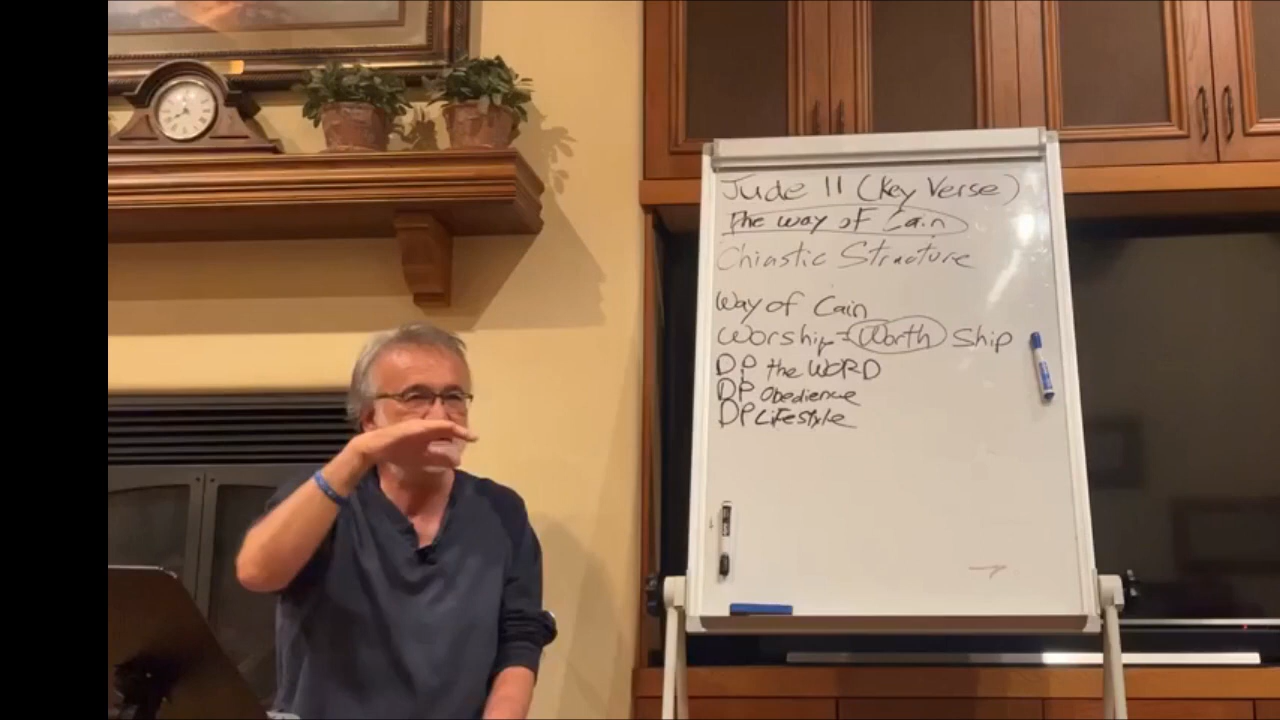 Jude 11 (Key Verse)
The way of Cain
Chiastic Structure
Way of Cain
Worship = Worth Ship
DP the WORD
DP Obedience
DP Lifestyle